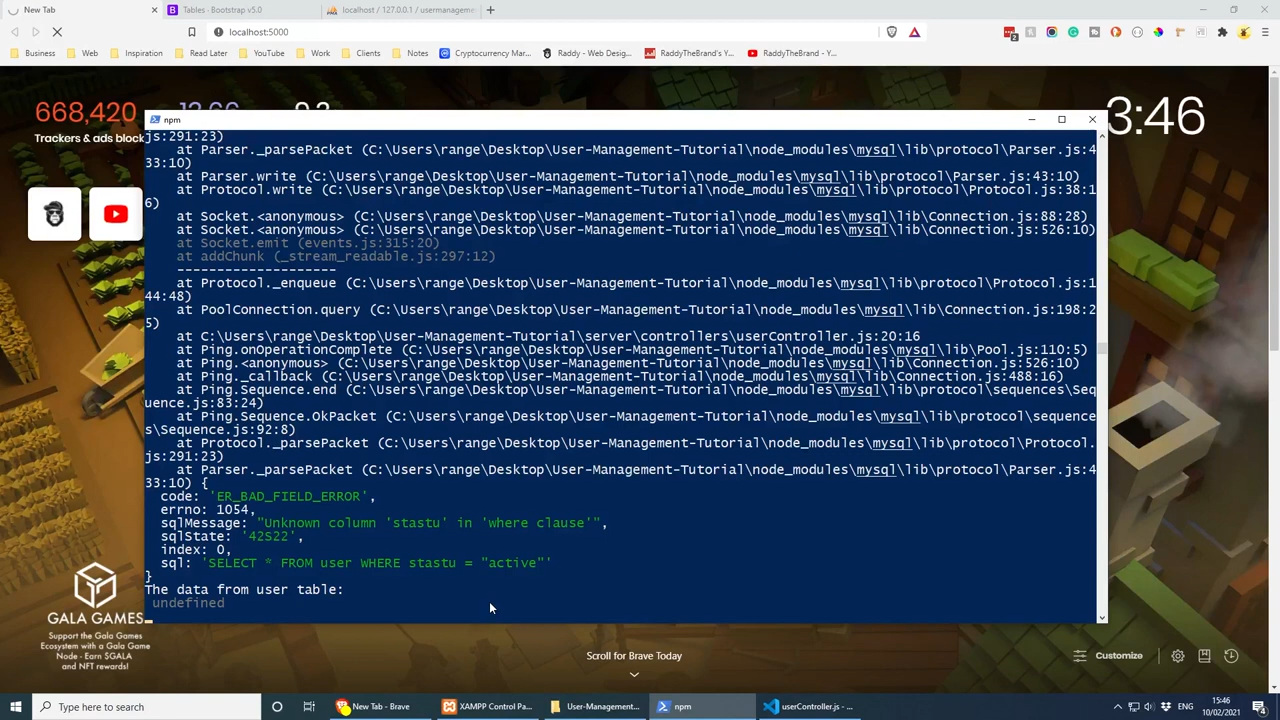 New Tab
Tables · Bootstrap v5.0
localhost / 127.0.0.1 / usermanageme
localhost:5000
Business
Web
Inspiration
Read Later
YouTube
Work
Clients
Notes
Cryptocurrency Mar...
Raddy - Web Design...
RaddyTheBrand's Yo...
RaddyTheBrand - Y...
668,420
Trackers & ads block
3:46
npm
js:291:23)
at Parser._parsePacket (C:\Users\range\Desktop\User-Management-Tutorial\node_modules\mysql\lib\protocol\Parser.js:4
33:10)
at Parser.write (C:\Users\range\Desktop\User-Management-Tutorial\node_modules\mysql\lib\protocol\Parser.js:43:10)
at Protocol.write (C:\Users\range\Desktop\User-Management-Tutorial\node_modules\mysql\lib\protocol\Protocol.js:38:1
6)
at Socket.<anonymous> (C:\Users\range\Desktop\User-Management-Tutorial\node_modules\mysql\lib\Connection.js:88:28)
at Socket.<anonymous> (C:\Users\range\Desktop\User-Management-Tutorial\node_modules\mysql\lib\Connection.js:526:10)
at Socket.emit (events.js:315:20)
at addChunk (_stream_readable.js:297:12)
--------------------
at Protocol._enqueue (C:\Users\range\Desktop\User-Management-Tutorial\node_modules\mysql\lib\protocol\Protocol.js:1
44:48)
at PoolConnection.query (C:\Users\range\Desktop\User-Management-Tutorial\node_modules\mysql\lib\Connection.js:198:2
5)
at C:\Users\range\Desktop\User-Management-Tutorial\server\controllers\userController.js:20:16
at Ping.onOperationComplete (C:\Users\range\Desktop\User-Management-Tutorial\node_modules\mysql\lib\Pool.js:110:5)
at Ping.<anonymous> (C:\Users\range\Desktop\User-Management-Tutorial\node_modules\mysql\lib\Connection.js:526:10)
at Ping._callback (C:\Users\range\Desktop\User-Management-Tutorial\node_modules\mysql\lib\Connection.js:488:16)
at Ping.Sequence.end (C:\Users\range\Desktop\User-Management-Tutorial\node_modules\mysql\lib\protocol\sequences\Seq
uence.js:83:24)
at Ping.Sequence.OkPacket (C:\Users\range\Desktop\User-Management-Tutorial\node_modules\mysql\lib\protocol\sequence
s\Sequence.js:92:8)
at Protocol._parsePacket (C:\Users\range\Desktop\User-Management-Tutorial\node_modules\mysql\lib\protocol\Protocol.
js:291:23)
at Parser._parsePacket (C:\Users\range\Desktop\User-Management-Tutorial\node_modules\mysql\lib\protocol\Parser.js:4
33:10) {
code: 'ER_BAD_FIELD_ERROR',
errno: 1054,
sqlMessage: "Unknown column 'stastu' in 'where clause'",
sqlState: '42S22',
index: 0,
sql: 'SELECT * FROM user WHERE stastu = "active"'
}
The data from user table:
undefined
GALA GAMES
Support the Gala Games
Ecosystem with a Gala Game
Node - Earn $GALA
and NFT rewards!
Scroll for Brave Today
Customize
Type here to search
New Tab - Brave
XAMPP Control Pa...
User-Management-...
npm
userController.js - ...
ENG
15:46
10/02/2021
4